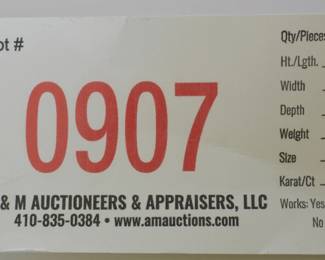 ot #
0907
& M AUCTIONEERS & APPRAISERS, LLC
410-835-0384 • www.amauctions.com
Qty/Pieces
Ht./Lgth.
Width
Depth
Weight
Size
Karat/Ct
Works: Yes
No